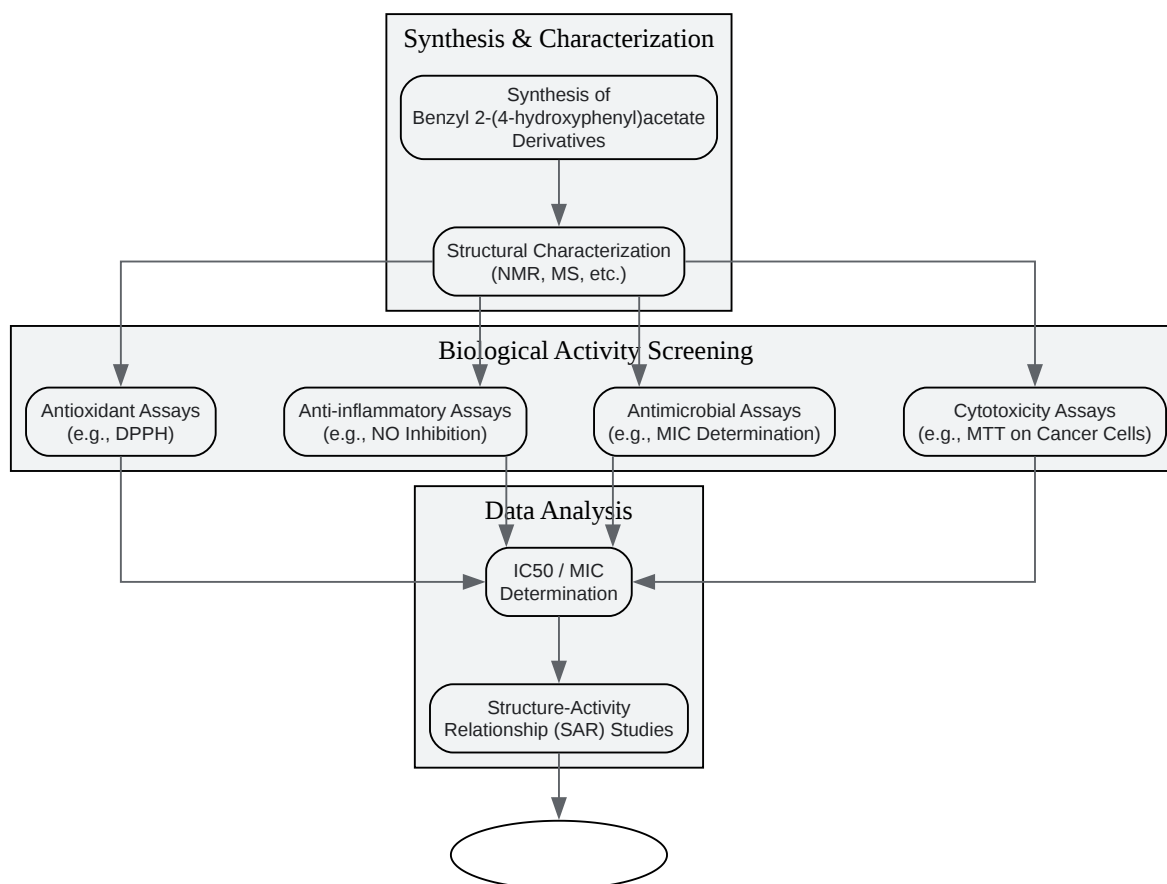 Synthesis & Characterization
Synthesis of
Benzyl 2-(4-hydroxyphenyl)acetate
Derivatives
Structural Characterization
(NMR, MS, etc.)
Biological Activity Screening
Antioxidant Assays
(e.g., DPPH)
Anti-inflammatory Assays
(e.g., NO Inhibition)
Antimicrobial Assays
(e.g., MIC Determination)
Cytotoxicity Assays
(e.g., MTT on Cancer Cells)
Data Analysis
IC50 / MIC
Determination
Structure-Activity
Relationship (SAR) Studies